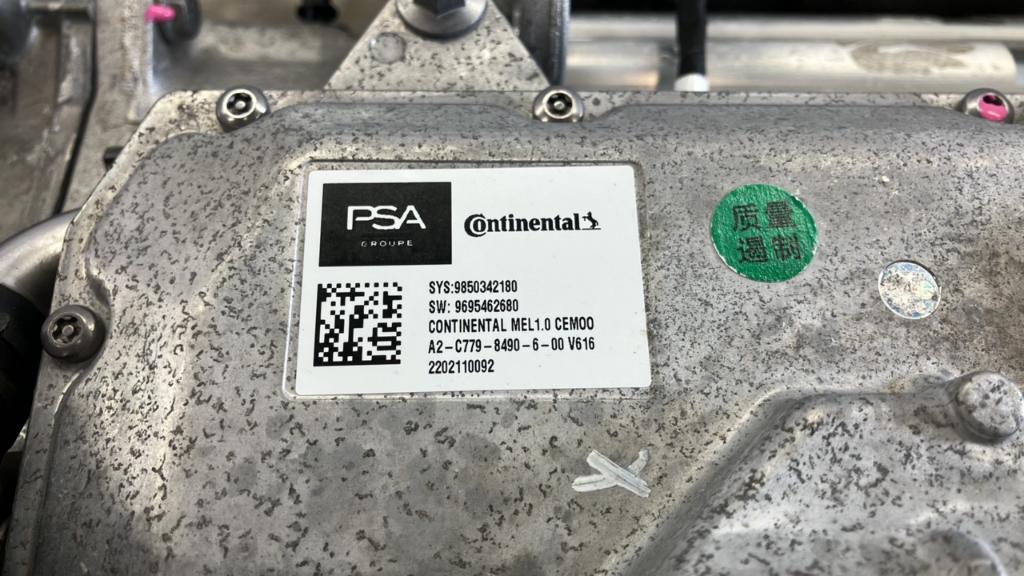 PSA
GROUPE
Continental
SYS:9850342180
SW: 9695462680
CONTINENTAL MEL1.0 CEMOO
A2-C779-8490-6-00 V616
2202110092
质量
制